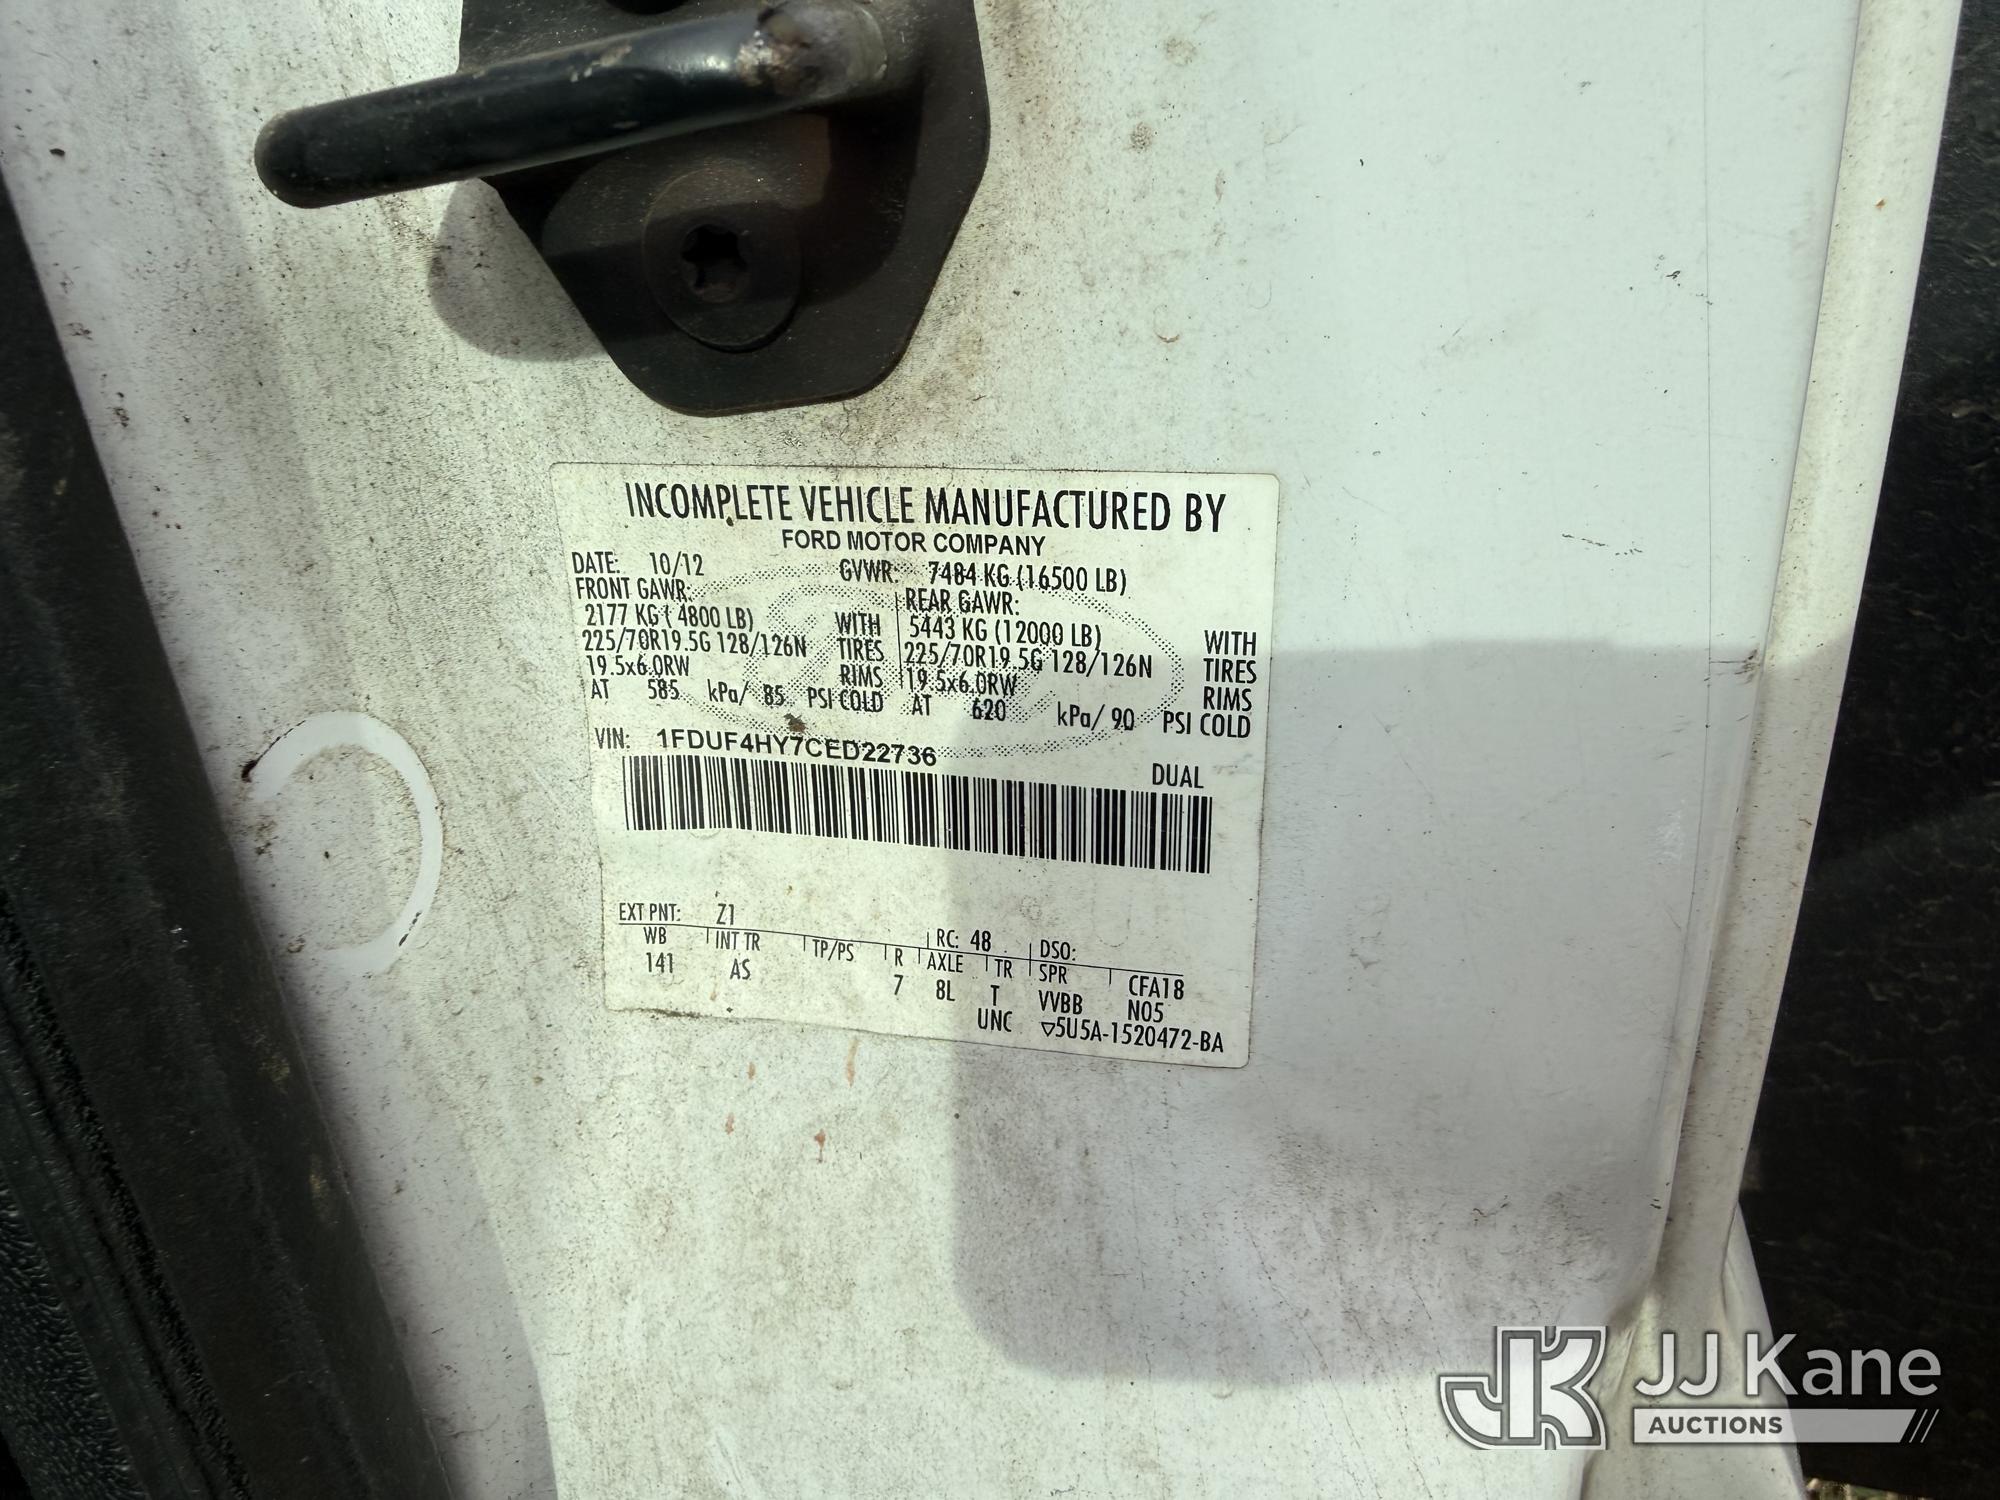 INCOMPLETE VEHICLE MANUFACTURED BY
FORD MOTOR COMPANY
DATE: 10/12 GVWR: 7484 KG (16500 LB)
FRONT GAWR: REAR GAWR:
2177 KG ( 4800 LB) WITH 5443 KG (12000 LB) WITH
225/70R19.5G 128/126N TIRES 225/70R19.5G 128/126N TIRES
19.5x6.0RW RIMS 19.5x6.0RW RIMS
AT 585 kPa/ 85 PSI COLD AT 620 kPa/ 90 PSI COLD
VIN: 1FDUF4HY7CED22736
DUAL
EXT PNT: Z1 RC: 48 DSO:
WB INT TR TP/PS R AXLE TR SPR CFA18
141 AS 7 8L T VVBB N05
UNC ▽5U5A-1520472-BA
JK JJ Kane
AUCTIONS